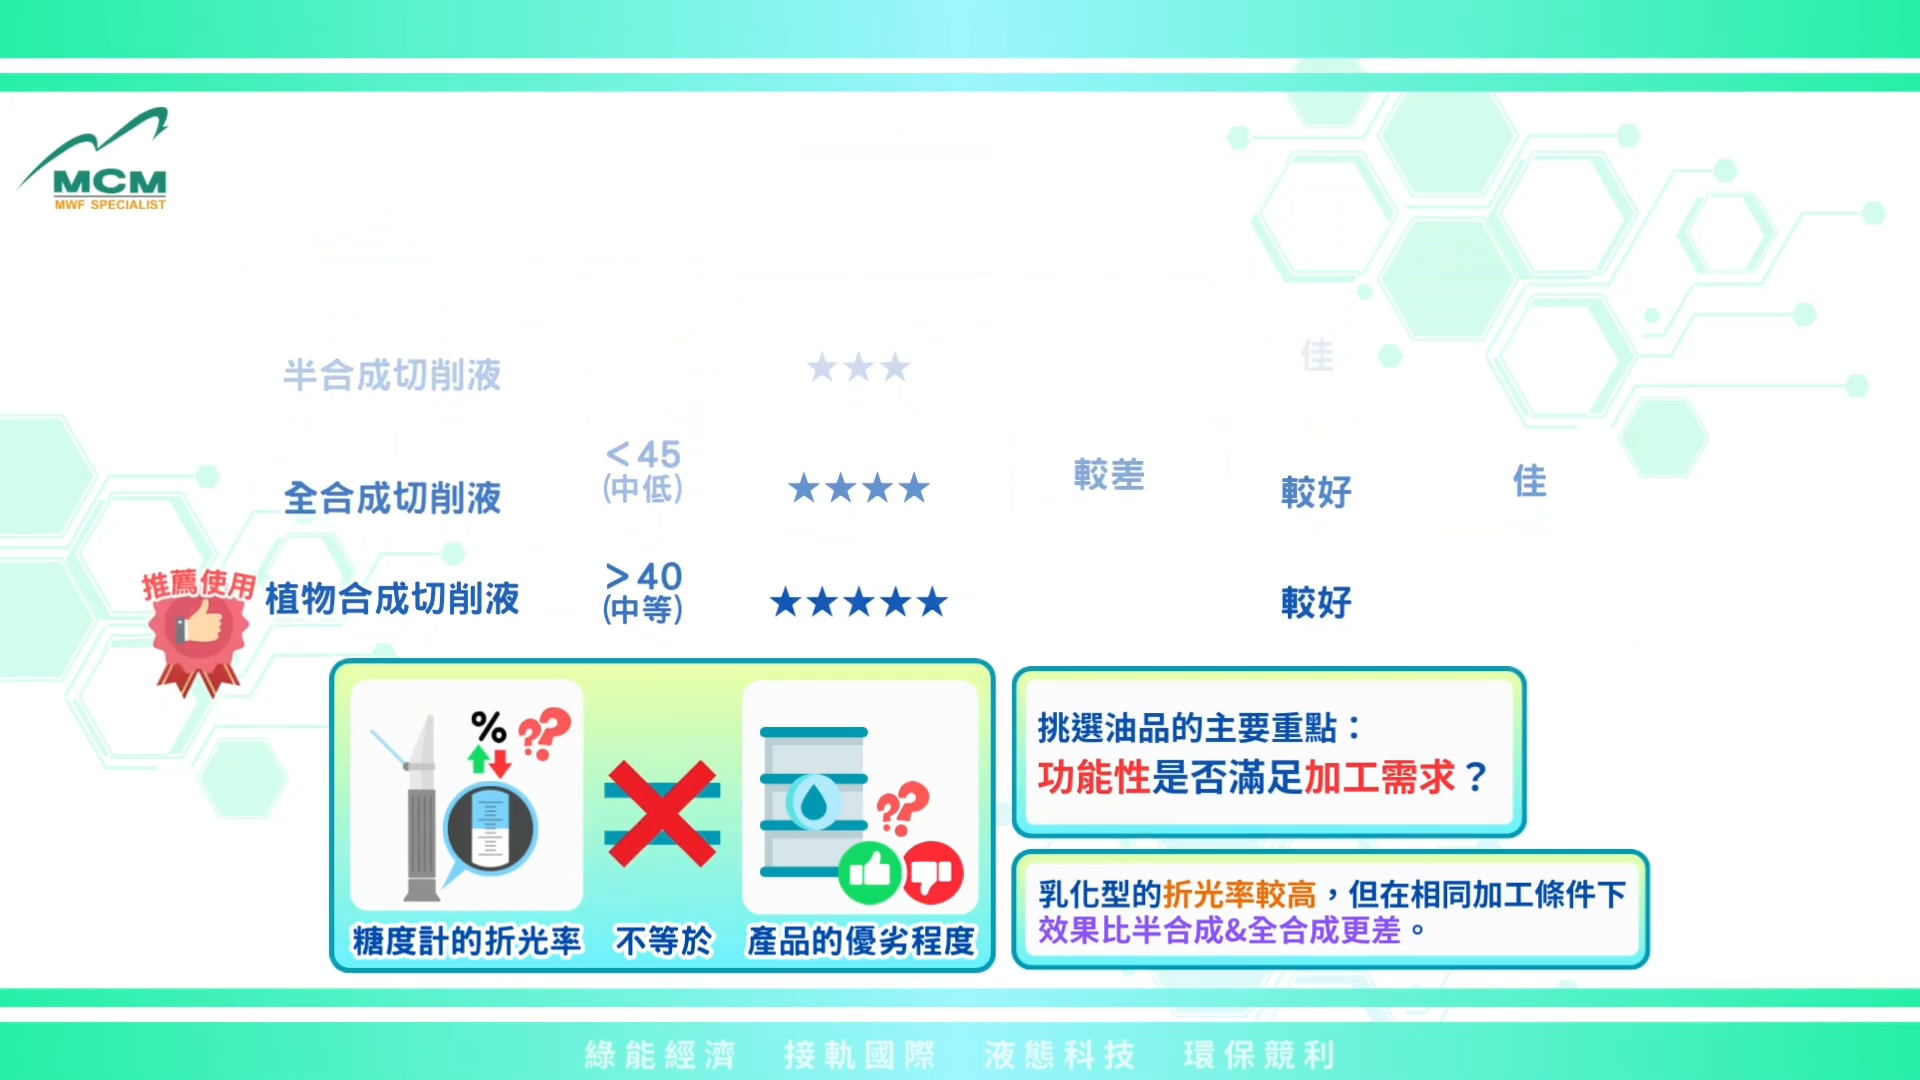 MCM
MWF SPECIALIST
半合成切削液 ★★★ 佳
全合成切削液 <45 (中低) ★★★★ 較差 較好 佳
推薦使用
植物合成切削液 >40 (中等) ★★★★★ 較好
%
??
??
糖度計的折光率 不等於 產品的優劣程度
挑選油品的主要重點：
功能性是否滿足加工需求？
乳化型的折光率較高，但在相同加工條件下
效果比半合成&全合成更差。
綠能經濟 接軌國際 液態科技 環保競利